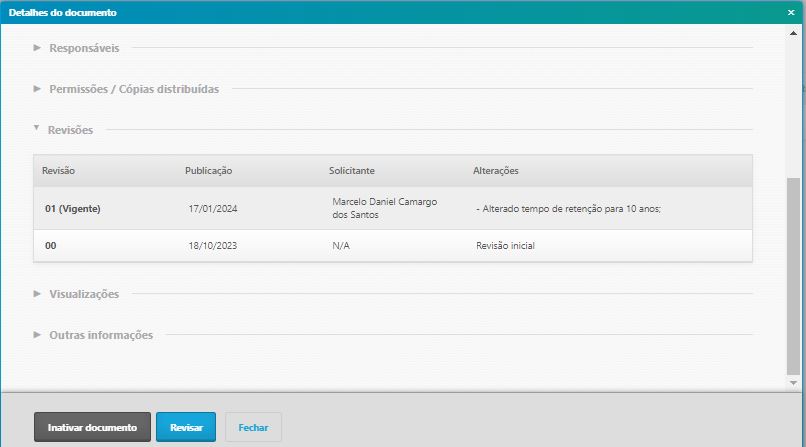 Detalhes do documento
Responsáveis
Permissões / Cópias distribuídas
Revisões
Revisão Publicação Solicitante Alterações
01 (Vigente) 17/01/2024 Marcelo Daniel Camargo dos Santos - Alterado tempo de retenção para 10 anos;
00 18/10/2023 N/A Revisão inicial
Visualizações
Outras informações
Inativar documento Revisar Fechar